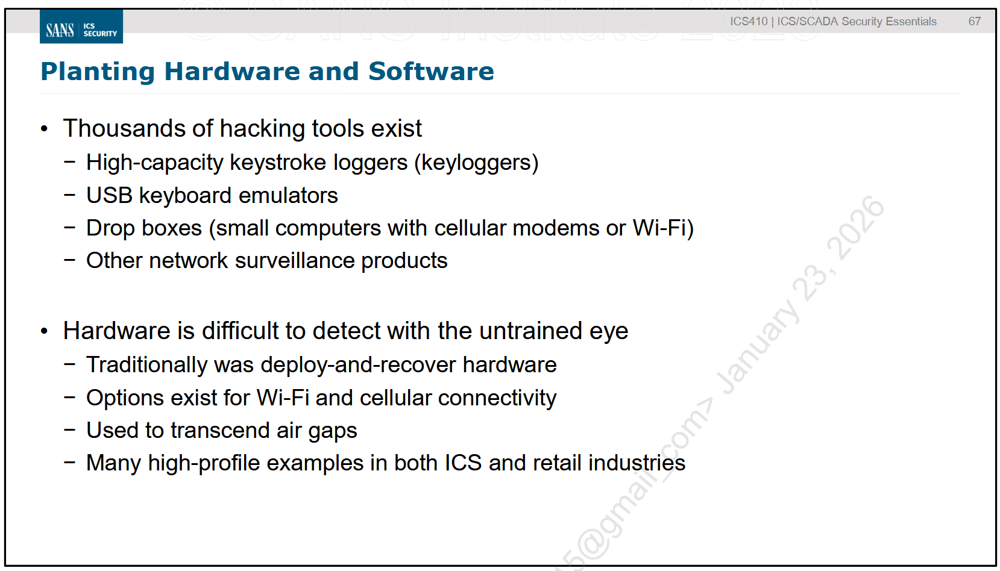 © SANS Institute 2026
SANS
ICS
SECURITY
ICS410 | ICS/SCADA Security Essentials 67
Planting Hardware and Software
• Thousands of hacking tools exist
– High-capacity keystroke loggers (keyloggers)
– USB keyboard emulators
– Drop boxes (small computers with cellular modems or Wi-Fi)
– Other network surveillance products
• Hardware is difficult to detect with the untrained eye
– Traditionally was deploy-and-recover hardware
– Options exist for Wi-Fi and cellular connectivity
– Used to transcend air gaps
– Many high-profile examples in both ICS and retail industries
15@gmail_com> January 23, 2026